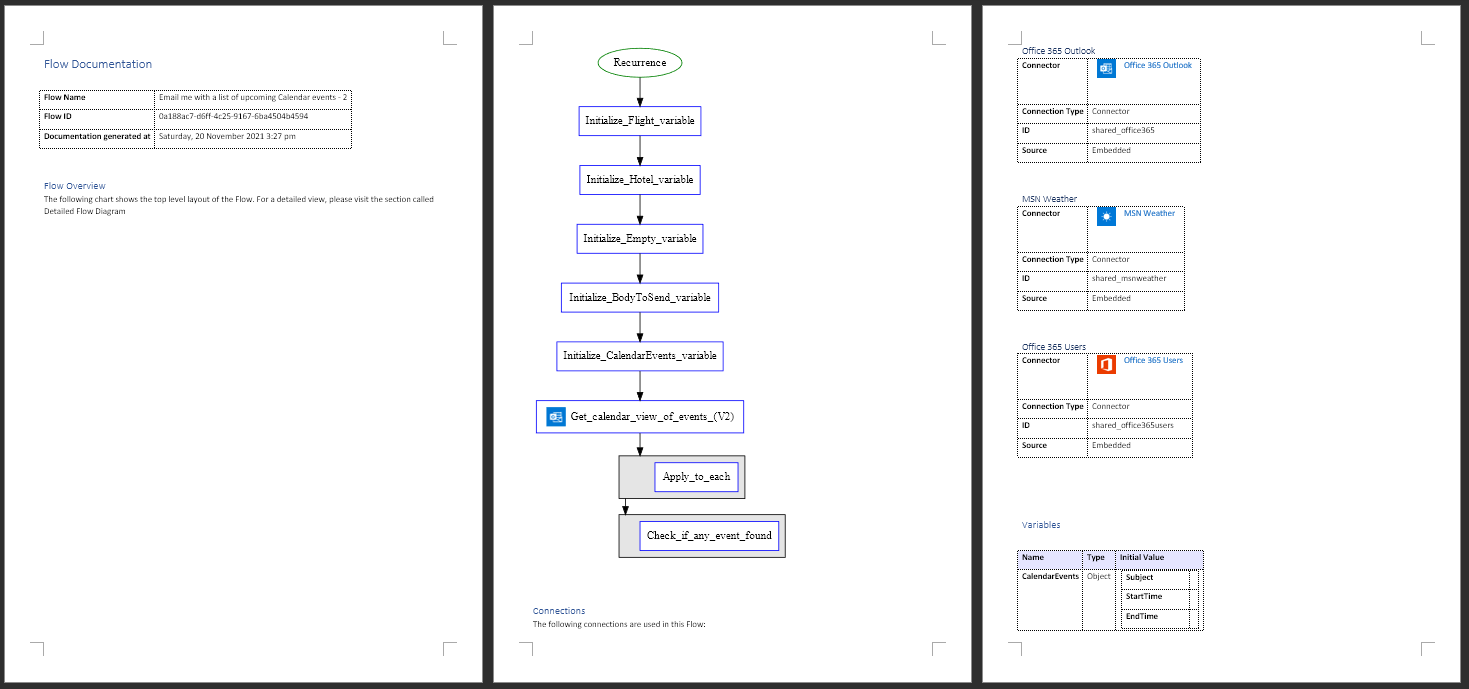 Flow Documentation
Flow Name Email me with a list of upcoming Calendar events - 2
Flow ID 0a188ac7-d6ff-4c25-9167-6ba4504b4594
Documentation generated at Saturday, 20 November 2021 3:27 pm
Flow Overview
The following chart shows the top level layout of the Flow. For a detailed view, please visit the section called
Detailed Flow Diagram
Recurrence
Initialize_Flight_variable
Initialize_Hotel_variable
Initialize_Empty_variable
Initialize_BodyToSend_variable
Initialize_CalendarEvents_variable
Get_calendar_view_of_events_(V2)
Apply_to_each
Check_if_any_event_found
Connections
The following connections are used in this Flow:
Office 365 Outlook
Connector Office 365 Outlook
Connection Type Connector
ID shared_office365
Source Embedded
MSN Weather
Connector MSN Weather
Connection Type Connector
ID shared_msnweather
Source Embedded
Office 365 Users
Connector Office 365 Users
Connection Type Connector
ID shared_office365users
Source Embedded
Variables
Name Type Initial Value
CalendarEvents Object Subject
StartTime
EndTime